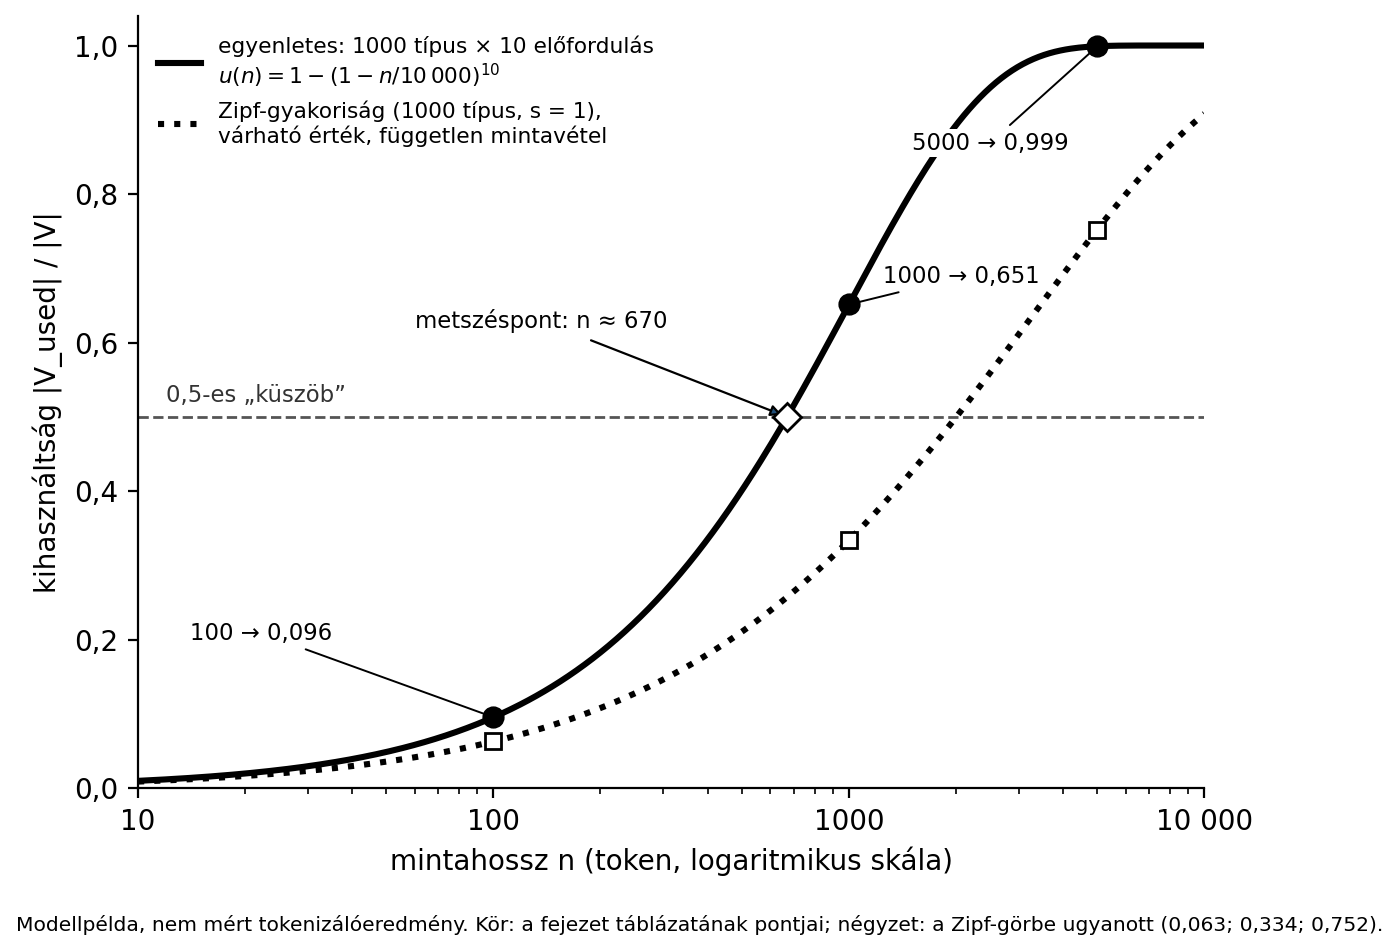 egyenletes: 1000 típus × 10 előfordulás
u(n) = 1 − (1 − n/10 000)¹⁰
Zipf-gyakoriság (1000 típus, s = 1),
várható érték, független mintavétel
kihasználtság |V_used| / |V|
1,0
0,8
0,6
0,4
0,2
0,0
5000 → 0,999
1000 → 0,651
metszéspont: n ≈ 670
0,5-es „küszöb”
100 → 0,096
10
100
1000
10 000
mintahossz n (token, logaritmikus skála)
Modellpélda, nem mért tokenizálóeredmény. Kör: a fejezet táblázatának pontjai; négyzet: a Zipf-görbe ugyanott (0,063; 0,334; 0,752).